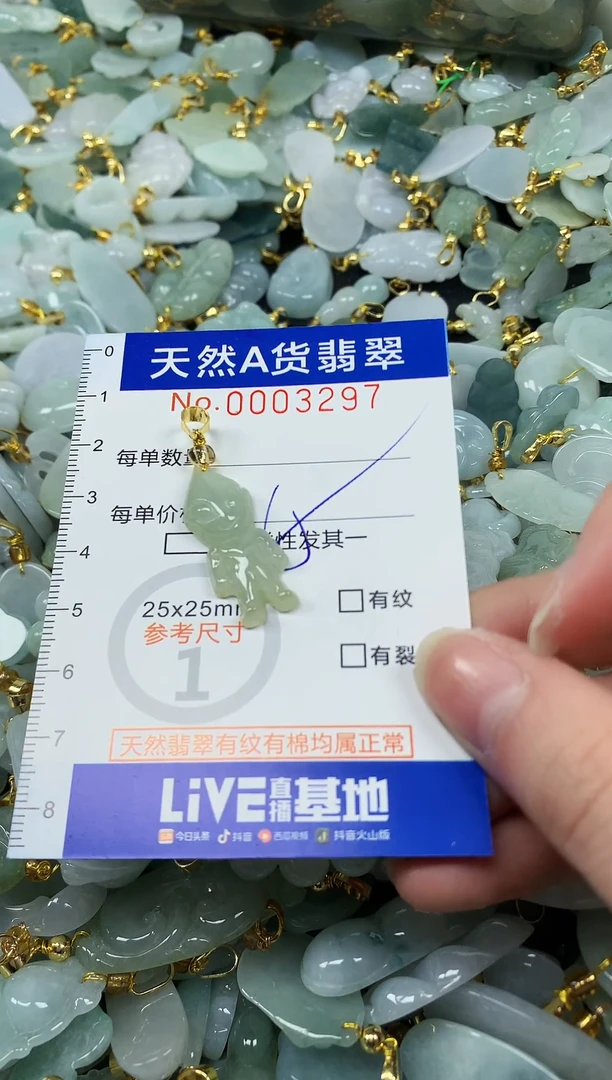 天然A货翡翠
0
No.0003297
1
2
每单数量
3
每单价
性发其一
4
25x25m
有纹
5
参考尺寸
有裂
1
6
天然翡翠有纹有棉均属正常
7
LiVE直播基地
8
今日头条 抖音 西瓜视频 抖音火山版